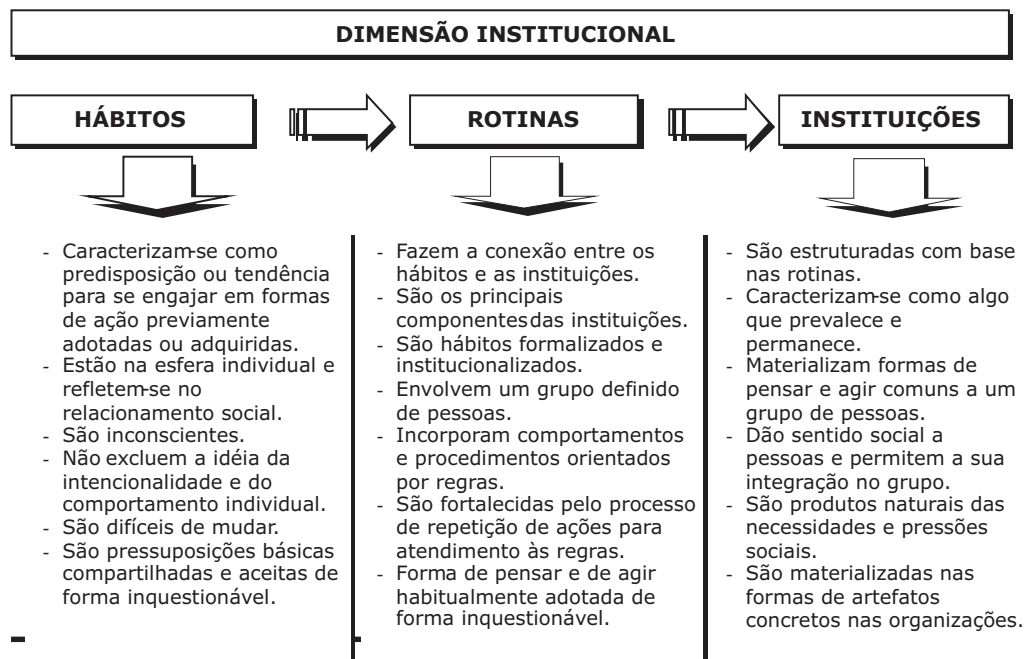 DIMENSÃO INSTITUCIONAL
HÁBITOS
ROTINAS
INSTITUIÇÕES
- Caracterizam-se como
predisposição ou tendência
para se engajar em formas
de ação previamente
adotadas ou adquiridas.
- Estão na esfera individual e
refletem-se no
relacionamento social.
- São inconscientes.
- Não excluem a idéia da
intencionalidade e do
comportamento individual.
- São difíceis de mudar.
- São pressuposições básicas
compartilhadas e aceitas de
forma inquestionável.
- Fazem a conexão entre os
hábitos e as instituições.
- São os principais
componentes das instituições.
- São hábitos formalizados e
institucionalizados.
- Envolvem um grupo definido
de pessoas.
- Incorporam comportamentos
e procedimentos orientados
por regras.
- São fortalecidas pelo processo
de repetição de ações para
atendimento às regras.
- Forma de pensar e de agir
habitualmente adotada de
forma inquestionável.
- São estruturadas com base
nas rotinas.
- Caracterizam-se como algo
que prevalece e
permanece.
- Materializam formas de
pensar e agir comuns a um
grupo de pessoas.
- Dão sentido social a
pessoas e permitem a sua
integração no grupo.
- São produtos naturais das
necessidades e pressões
sociais.
- São materializadas nas
formas de artefatos
concretos nas organizações.